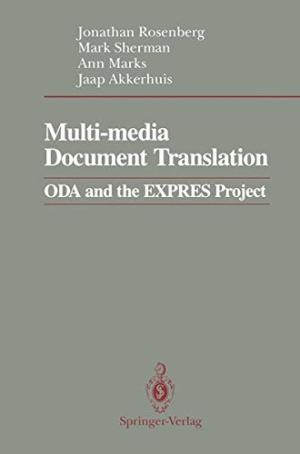 Jonathan Rosenberg
Mark Sherman
Ann Marks
Jaap Akkerhuis
Multi-media
Document Translation
ODA and the EXPRES Project
Springer-Verlag